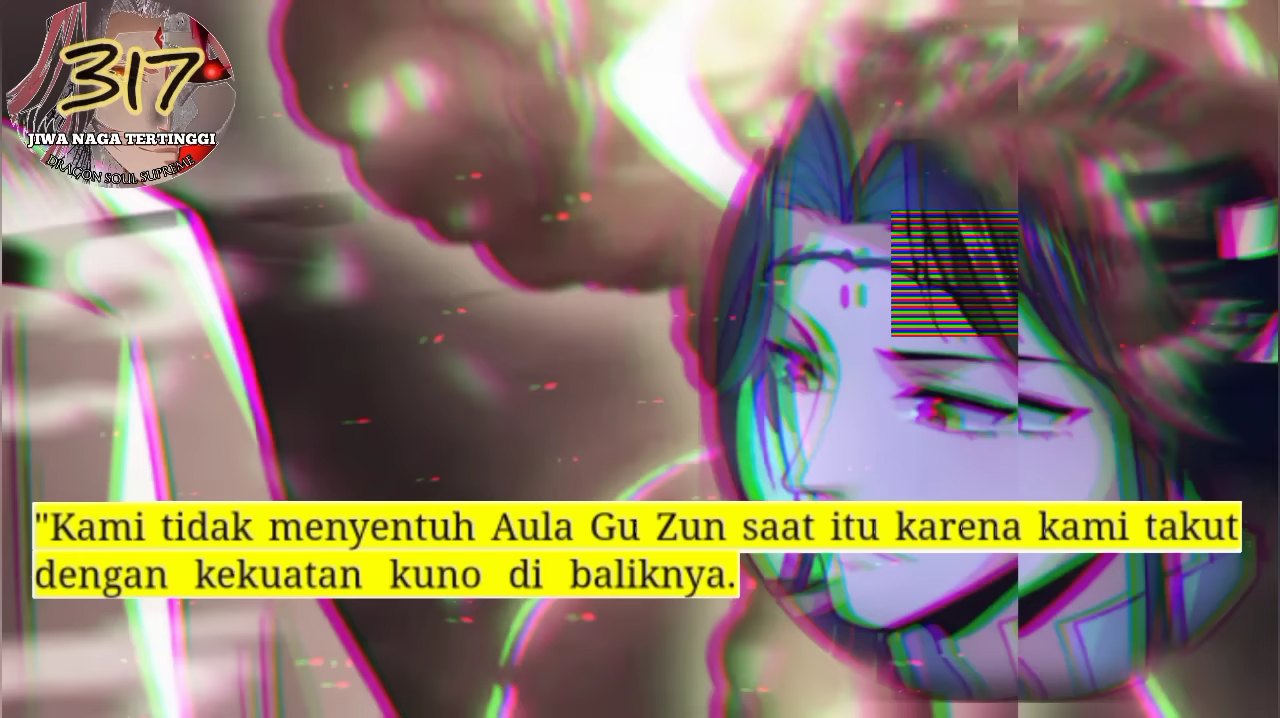 317
JIWA NAGA TERTINGGI
DRAGON SOUL SUPREME
"Kami tidak menyentuh Aula Gu Zun saat itu karena kami takut
dengan kekuatan kuno di baliknya.